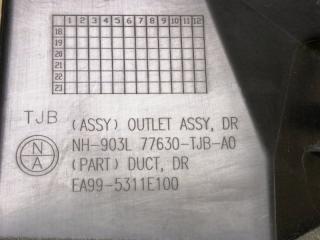 1 2 3 4 5 6 7 8 9 10 11 12
18
19
20
21
22
23
TJB
(ASSY) OUTLET ASSY, DR
NH-903L 77630-TJB-A0
(PART) DUCT, DR
EA99-5311E100
N
A